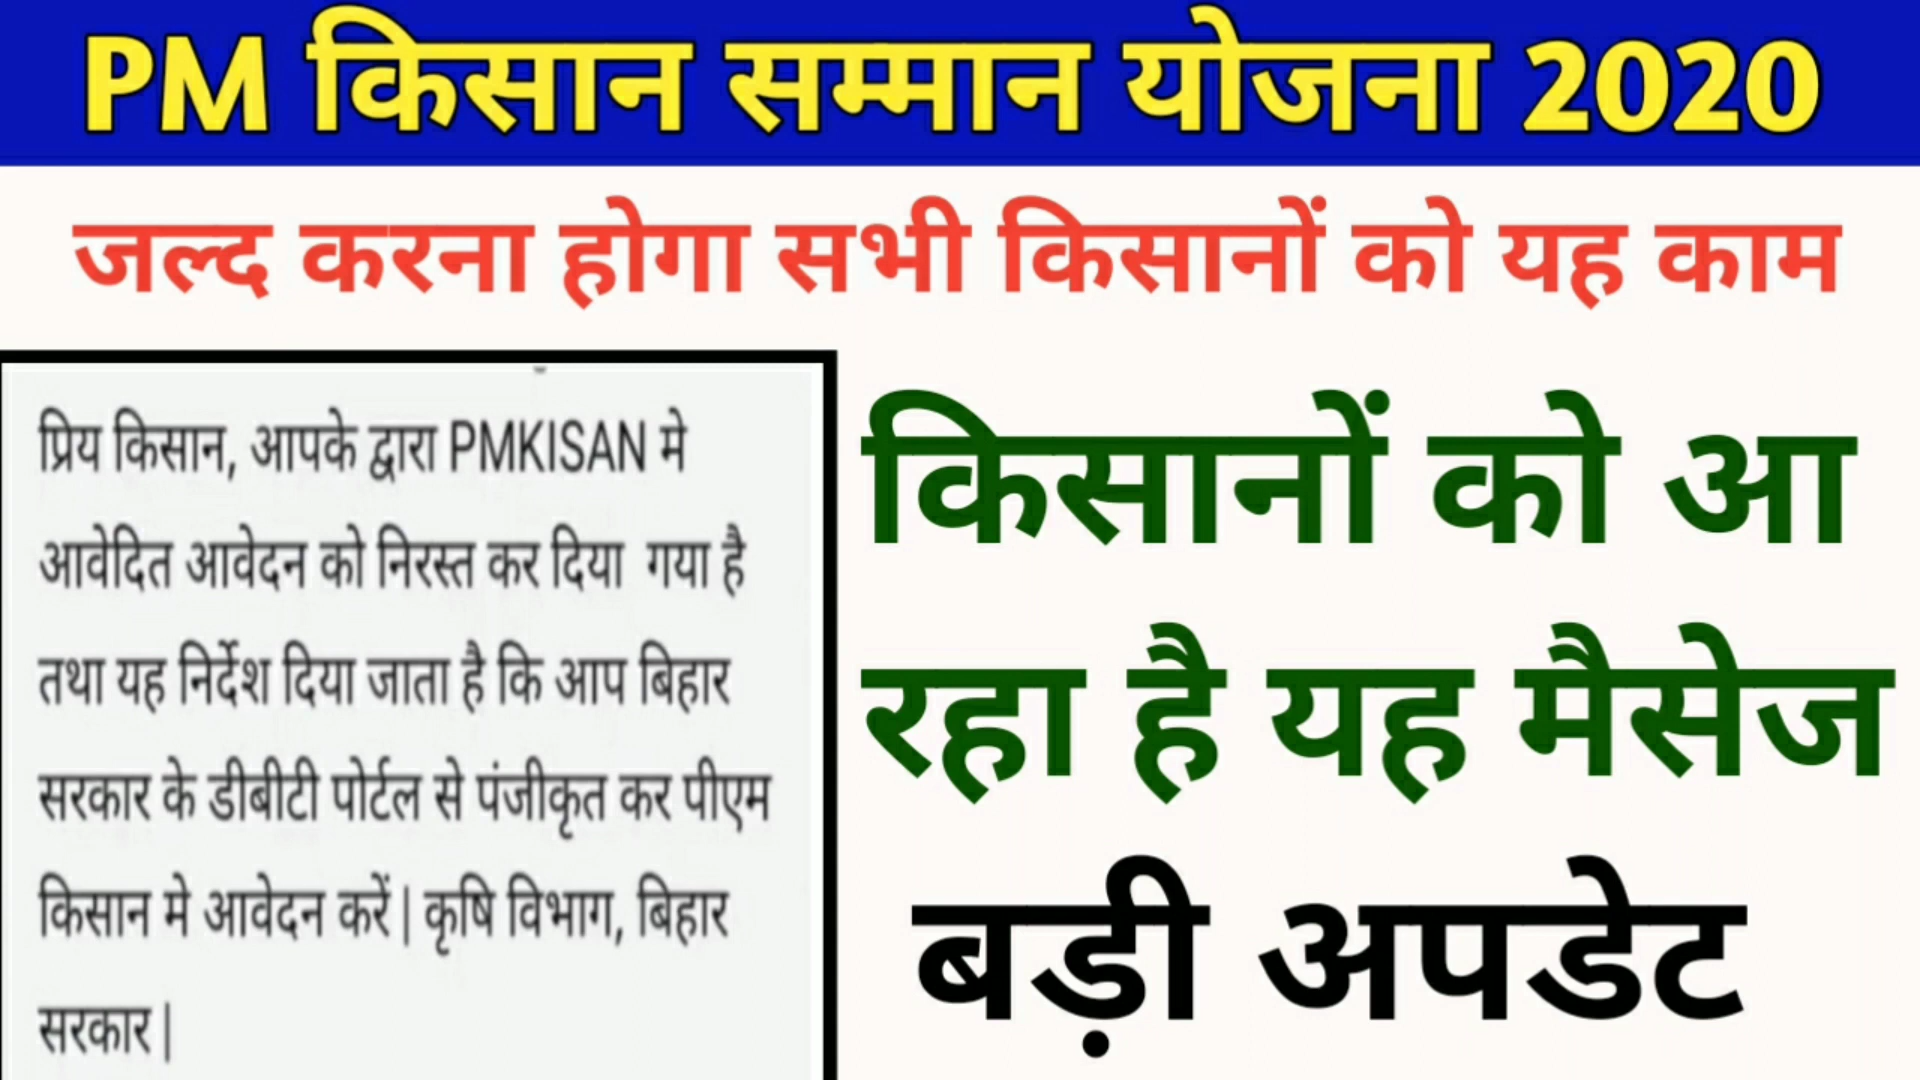 PM किसान सम्मान योजना 2020
जल्द करना होगा सभी किसानों को यह काम
प्रिय किसान, आपके द्वारा PMKISAN मे
आवेदित आवेदन को निरस्त कर दिया गया है
तथा यह निर्देश दिया जाता है कि आप बिहार
सरकार के डीबीटी पोर्टल से पंजीकृत कर पीएम
किसान मे आवेदन करें | कृषि विभाग, बिहार
सरकार |
किसानों को आ
रहा है यह मैसेज
बड़ी अपडेट